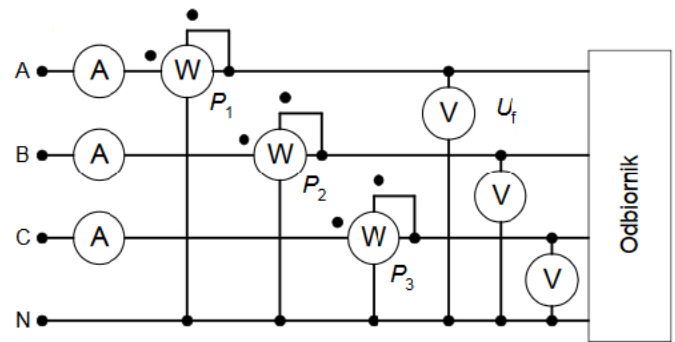 A A W P1 V Uf
B A W P2 V
C A W P3 V
N
Odbiornik